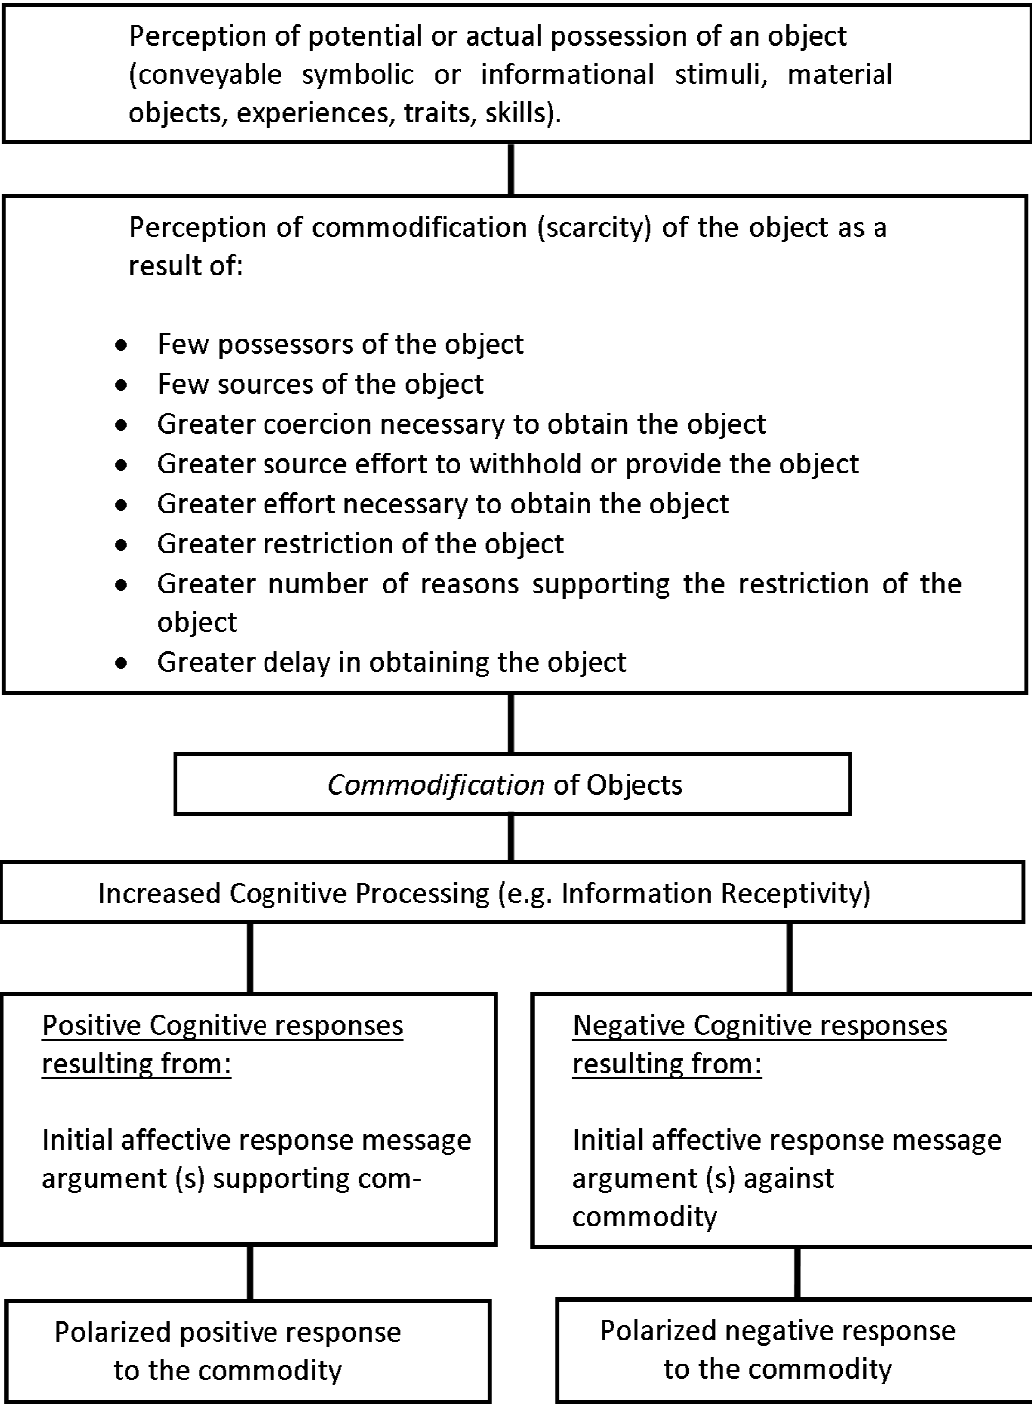 Perception of potential or actual possession of an object
(conveyable symbolic or informational stimuli, material
objects, experiences, traits, skills).
Perception of commodification (scarcity) of the object as a
result of:
• Few possessors of the object
• Few sources of the object
• Greater coercion necessary to obtain the object
• Greater source effort to withhold or provide the object
• Greater effort necessary to obtain the object
• Greater restriction of the object
• Greater number of reasons supporting the restriction of the
object
• Greater delay in obtaining the object
Commodification of Objects
Increased Cognitive Processing (e.g. Information Receptivity)
Positive Cognitive responses
resulting from:
Initial affective response message
argument (s) supporting com-
Negative Cognitive responses
resulting from:
Initial affective response message
argument (s) against
commodity
Polarized positive response
to the commodity
Polarized negative response
to the commodity